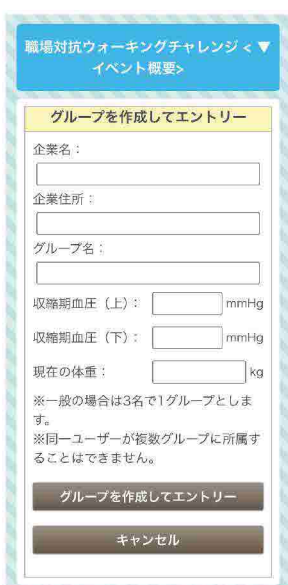 職場対抗ウォーキングチャレンジ < ▼
イベント概要>
グループを作成してエントリー
企業名：
企業住所：
グループ名：
収縮期血圧（上）： mmHg
収縮期血圧（下）： mmHg
現在の体重： kg
※一般の場合は3名で1グループとしま
す。
※同一ユーザーが複数グループに所属す
ることはできません。
グループを作成してエントリー
キャンセル